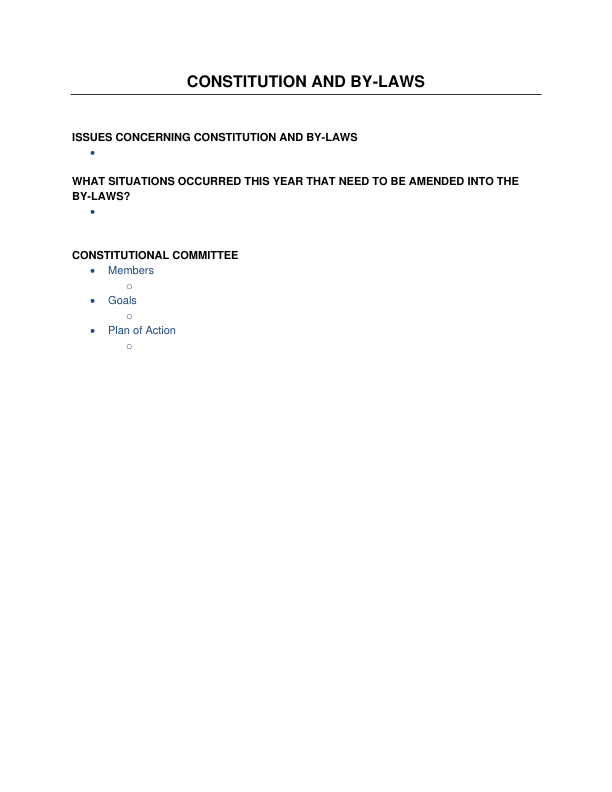 CONSTITUTION AND BY-LAWS
ISSUES CONCERNING CONSTITUTION AND BY-LAWS
•
WHAT SITUATIONS OCCURRED THIS YEAR THAT NEED TO BE AMENDED INTO THE
BY-LAWS?
•
CONSTITUTIONAL COMMITTEE
• Members
○
• Goals
○
• Plan of Action
○